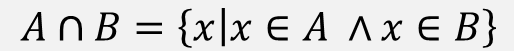 A ∩ B = {x|x ∈ A ∧ x ∈ B}